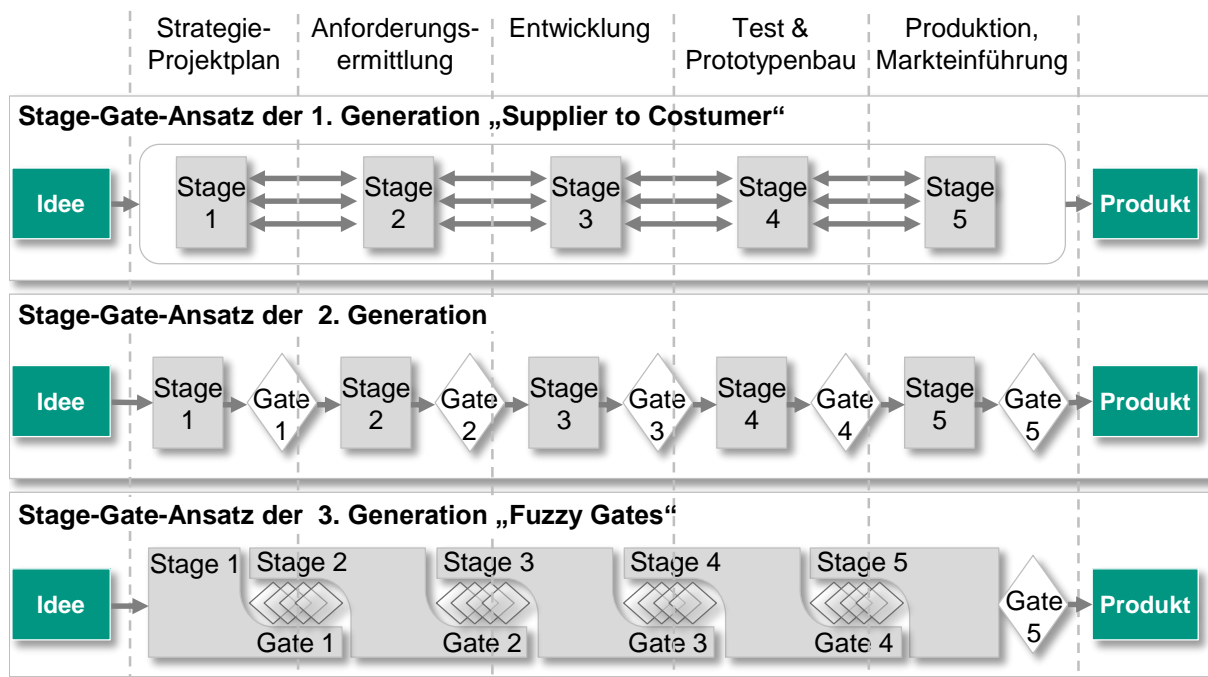 Strategie-
Projektplan
Anforderungs-
ermittlung
Entwicklung
Test &
Prototypenbau
Produktion,
Markteinführung
Stage-Gate-Ansatz der 1. Generation „Supplier to Costumer“
Idee
Stage
1
Stage
2
Stage
3
Stage
4
Stage
5
Produkt
Stage-Gate-Ansatz der 2. Generation
Idee
Stage
1
Gate
1
Stage
2
Gate
2
Stage
3
Gate
3
Stage
4
Gate
4
Stage
5
Gate
5
Produkt
Stage-Gate-Ansatz der 3. Generation „Fuzzy Gates“
Idee
Stage 1
Stage 2
Stage 3
Stage 4
Stage 5
Gate 1
Gate 2
Gate 3
Gate 4
Gate
5
Produkt